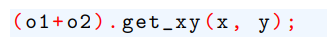 (o1+o2).get_xy(x, y);